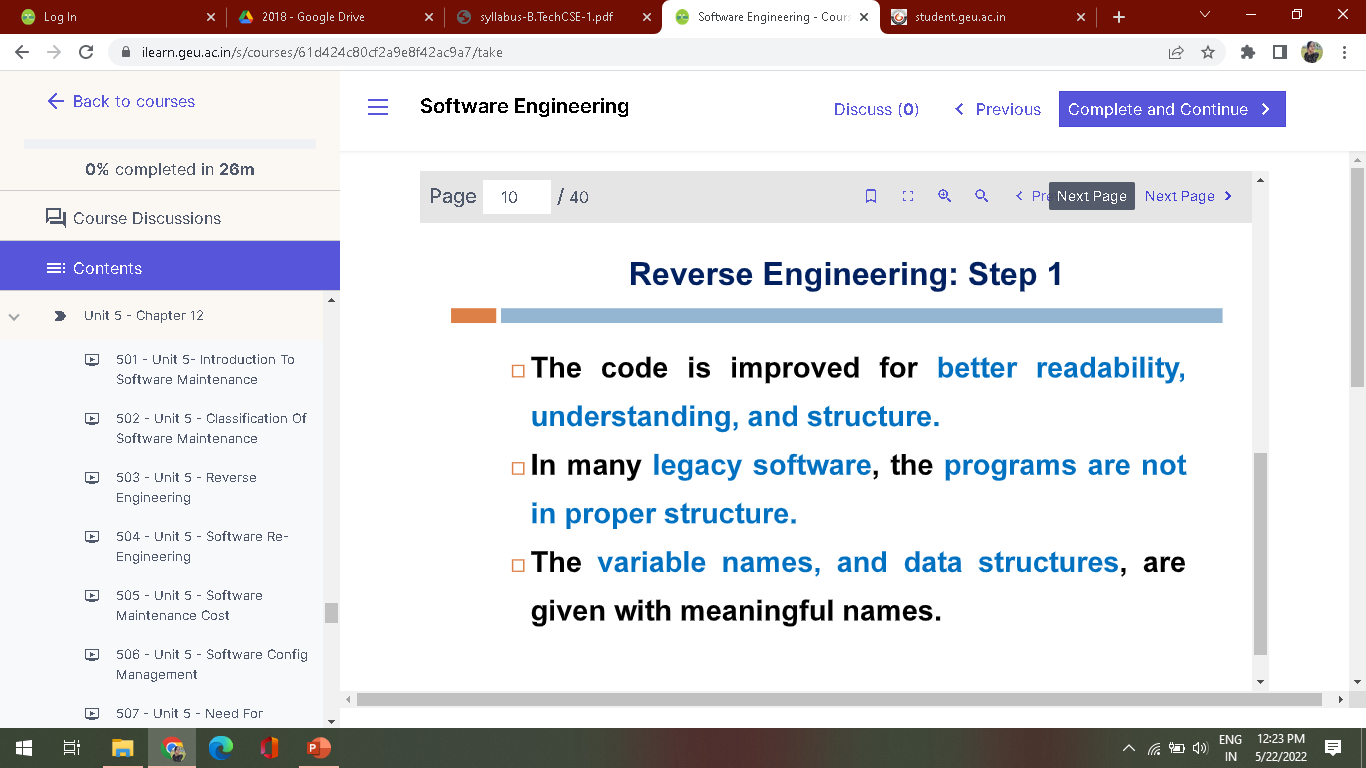 Log In
2018 - Google Drive
syllabus-B.TechCSE-1.pdf
Software Engineering - Cour
student.geu.ac.in
ilearn.geu.ac.in/s/courses/61d424c80cf2a9e8f42ac9a7/take
Back to courses
0% completed in 26m
Course Discussions
Contents
Unit 5 - Chapter 12
501 - Unit 5- Introduction To
Software Maintenance
502 - Unit 5 - Classification Of
Software Maintenance
503 - Unit 5 - Reverse
Engineering
504 - Unit 5 - Software Re-
Engineering
505 - Unit 5 - Software
Maintenance Cost
506 - Unit 5 - Software Config
Management
507 - Unit 5 - Need For
Software Engineering
Discuss (0)
Previous
Complete and Continue
Page 10 / 40
Pre
Next Page
Next Page
Reverse Engineering: Step 1
The code is improved for better readability,
understanding, and structure.
In many legacy software, the programs are not
in proper structure.
The variable names, and data structures, are
given with meaningful names.
ENG
IN
12:23 PM
5/22/2022